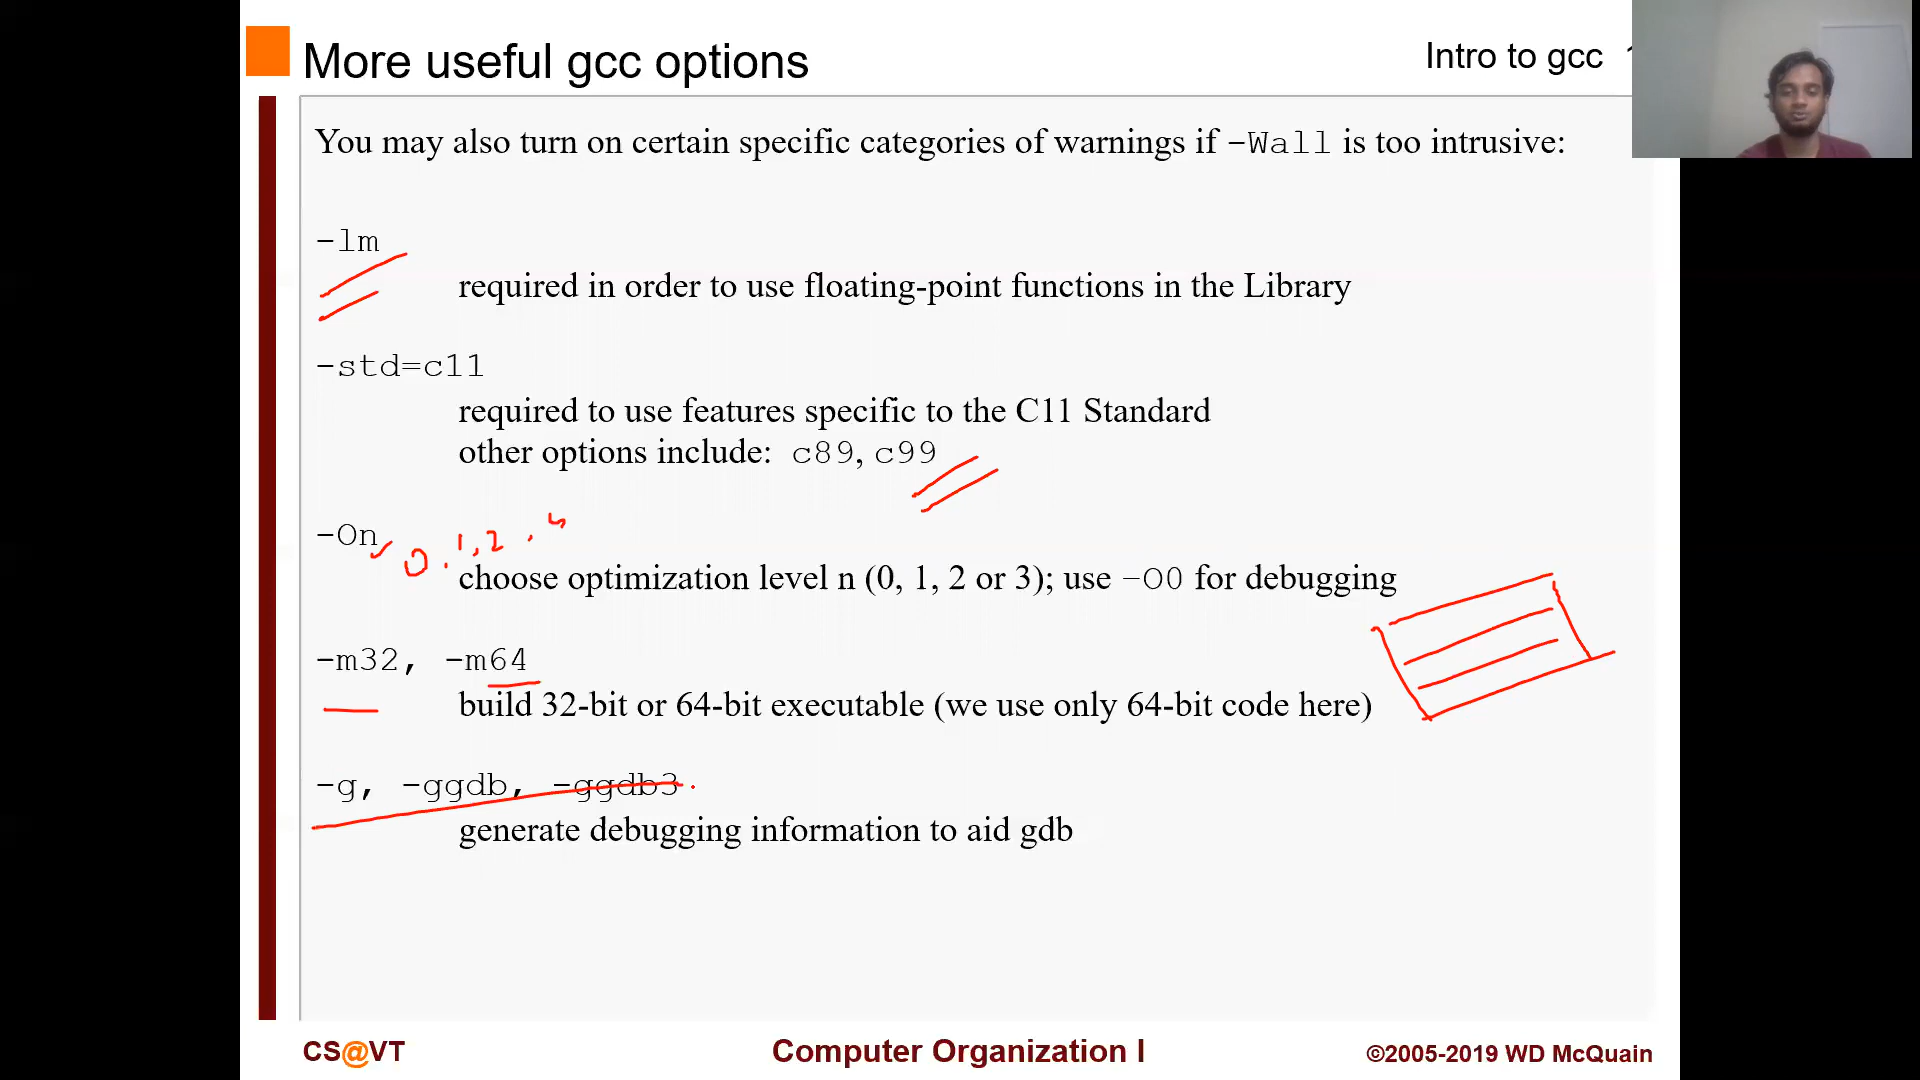 More useful gcc options
Intro to gcc
You may also turn on certain specific categories of warnings if -Wall is too intrusive:
-lm
required in order to use floating-point functions in the Library
-std=c11
required to use features specific to the C11 Standard
other options include: c89, c99
-On
0, 1, 2,
choose optimization level n (0, 1, 2 or 3); use -O0 for debugging
-m32, -m64
build 32-bit or 64-bit executable (we use only 64-bit code here)
-g, -ggdb, -ggdb3
generate debugging information to aid gdb
CS@VT
Computer Organization I
©2005-2019 WD McQuain